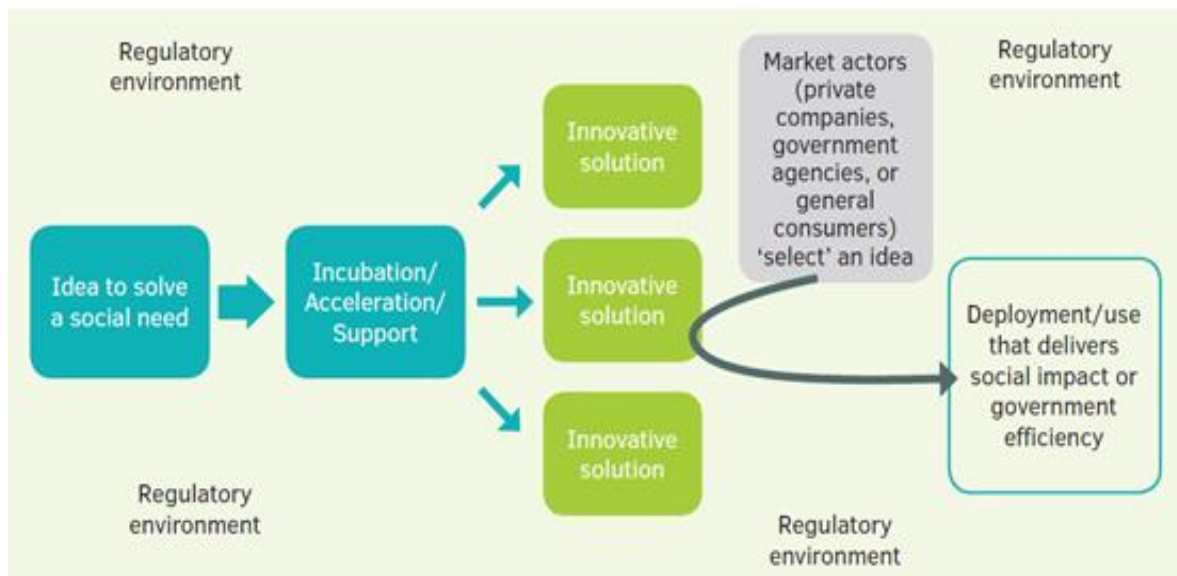 Regulatory
environment
Idea to solve
a social need
Incubation/
Acceleration/
Support
Innovative
solution
Innovative
solution
Innovative
solution
Market actors
(private
companies,
government
agencies, or
general
consumers)
‘select’ an idea
Regulatory
environment
Deployment/use
that delivers
social impact or
government
efficiency
Regulatory
environment
Regulatory
environment